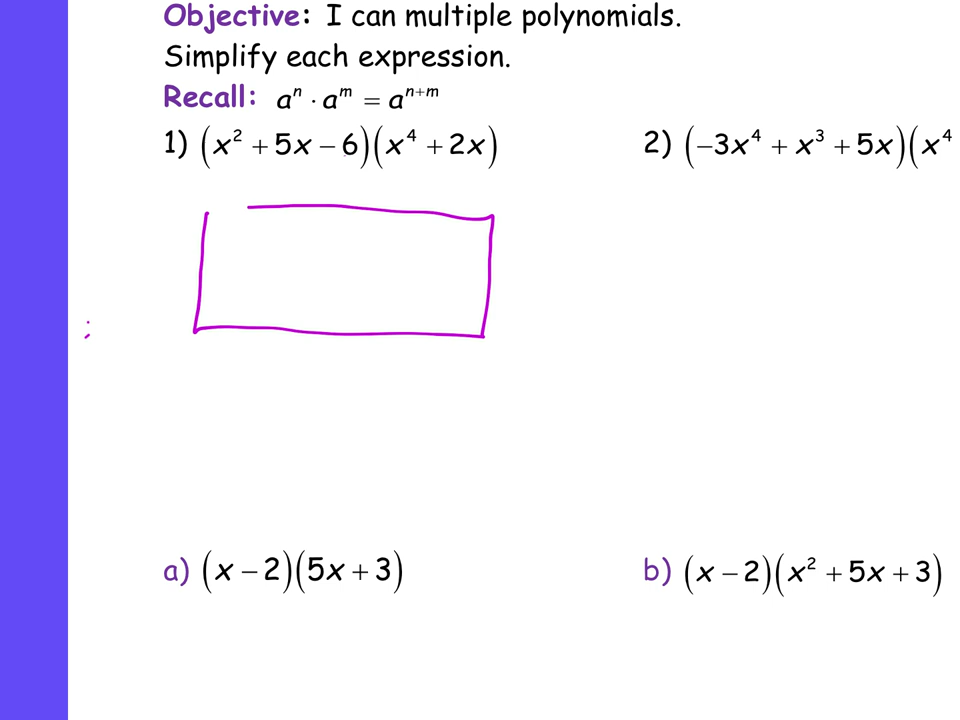 Objective: I can multiple polynomials.
Simplify each expression.
Recall: aⁿ · aᵐ = aⁿ⁺ᵐ
1) (x² + 5x − 6)(x⁴ + 2x)
2) (−3x⁴ + x³ + 5x)(x⁴
;
a) (x − 2)(5x + 3)
b) (x − 2)(x² + 5x + 3)